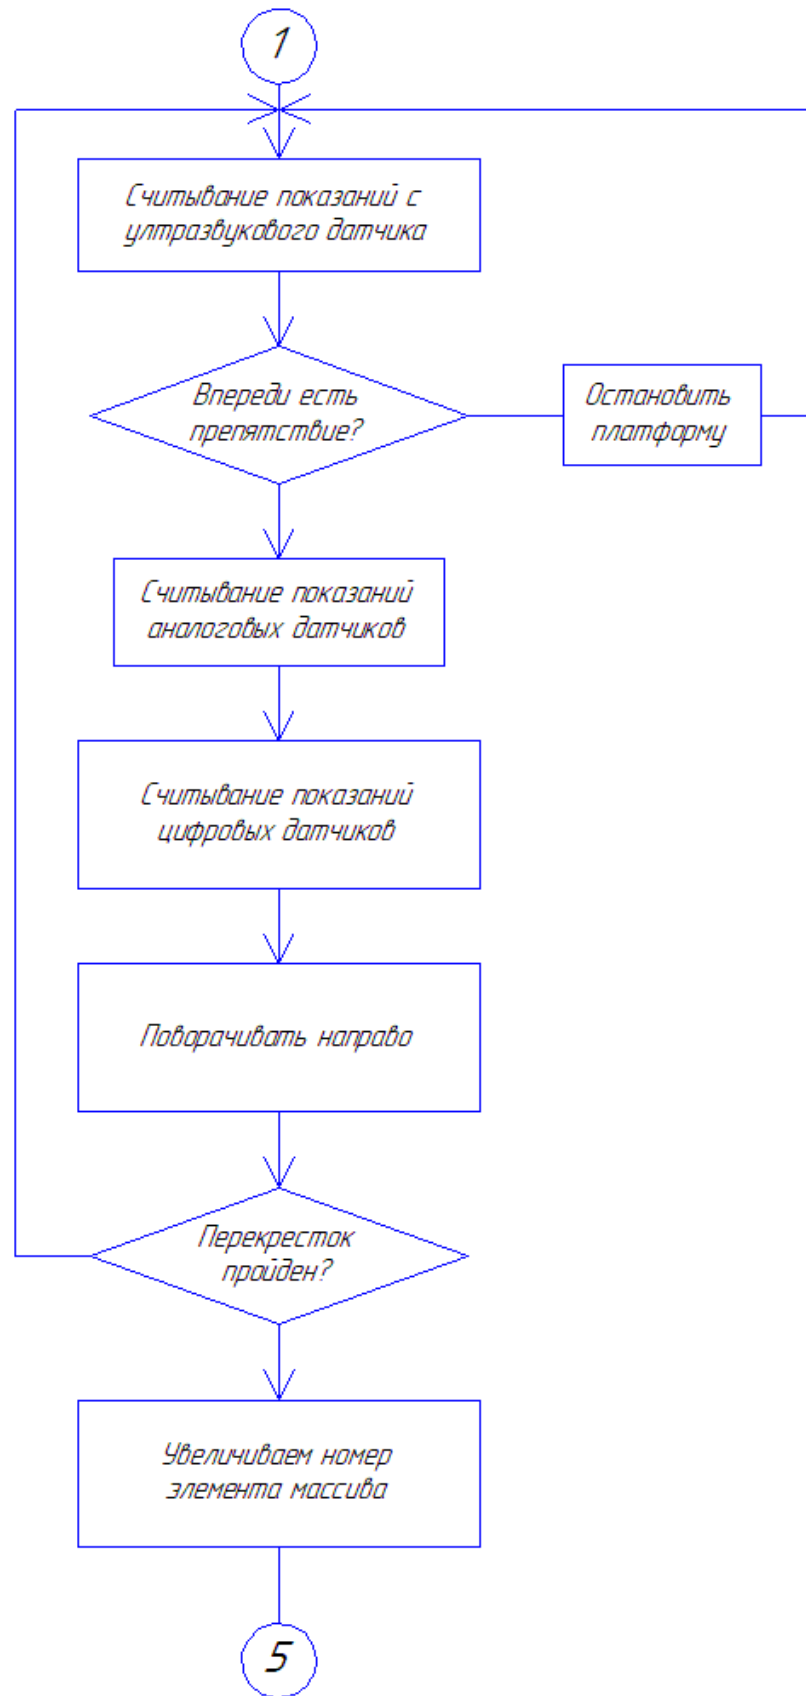 1
Считывание показаний с
ултразвукового датчика
Впереди есть
препятствие?
Остановить
платформу
Считывание показаний
аналоговых датчиков
Считывание показаний
цифровых датчиков
Поворачивать направо
Перекресток
пройден?
Увеличиваем номер
элемента массива
5